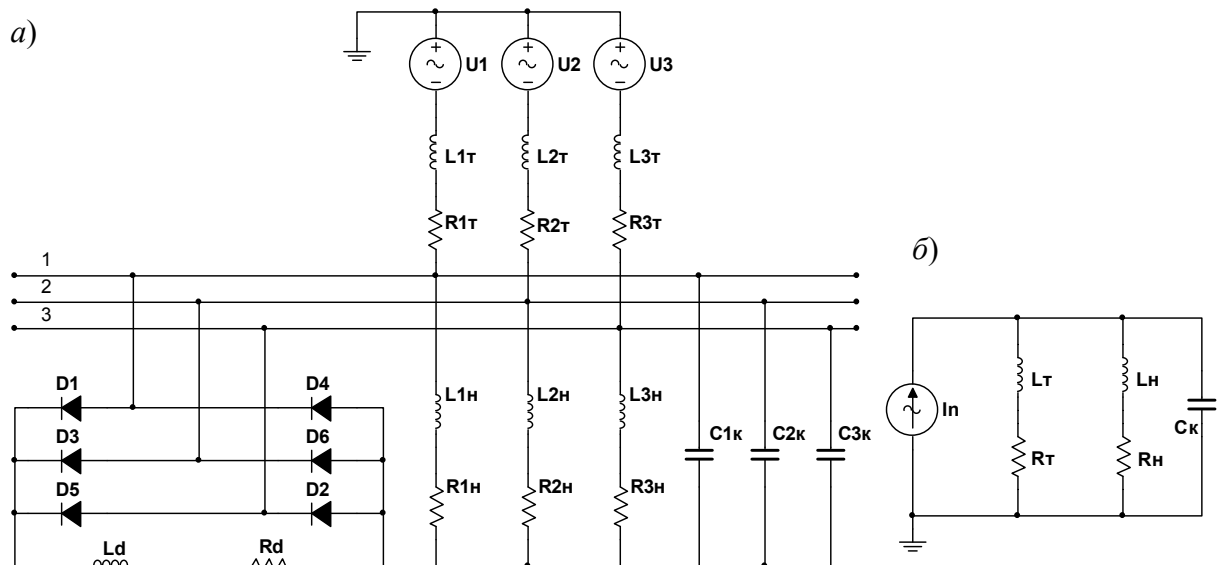 а)
U1 U2 U3
L1т L2т L3т
R1т R2т R3т
б)
1
2
3
D1 D4
L1н L2н L3н
Lт Lн
In
D3 D6
C1к C2к C3к
Cк
Rт Rн
D5 D2
R1н R2н R3н
Ld Rd